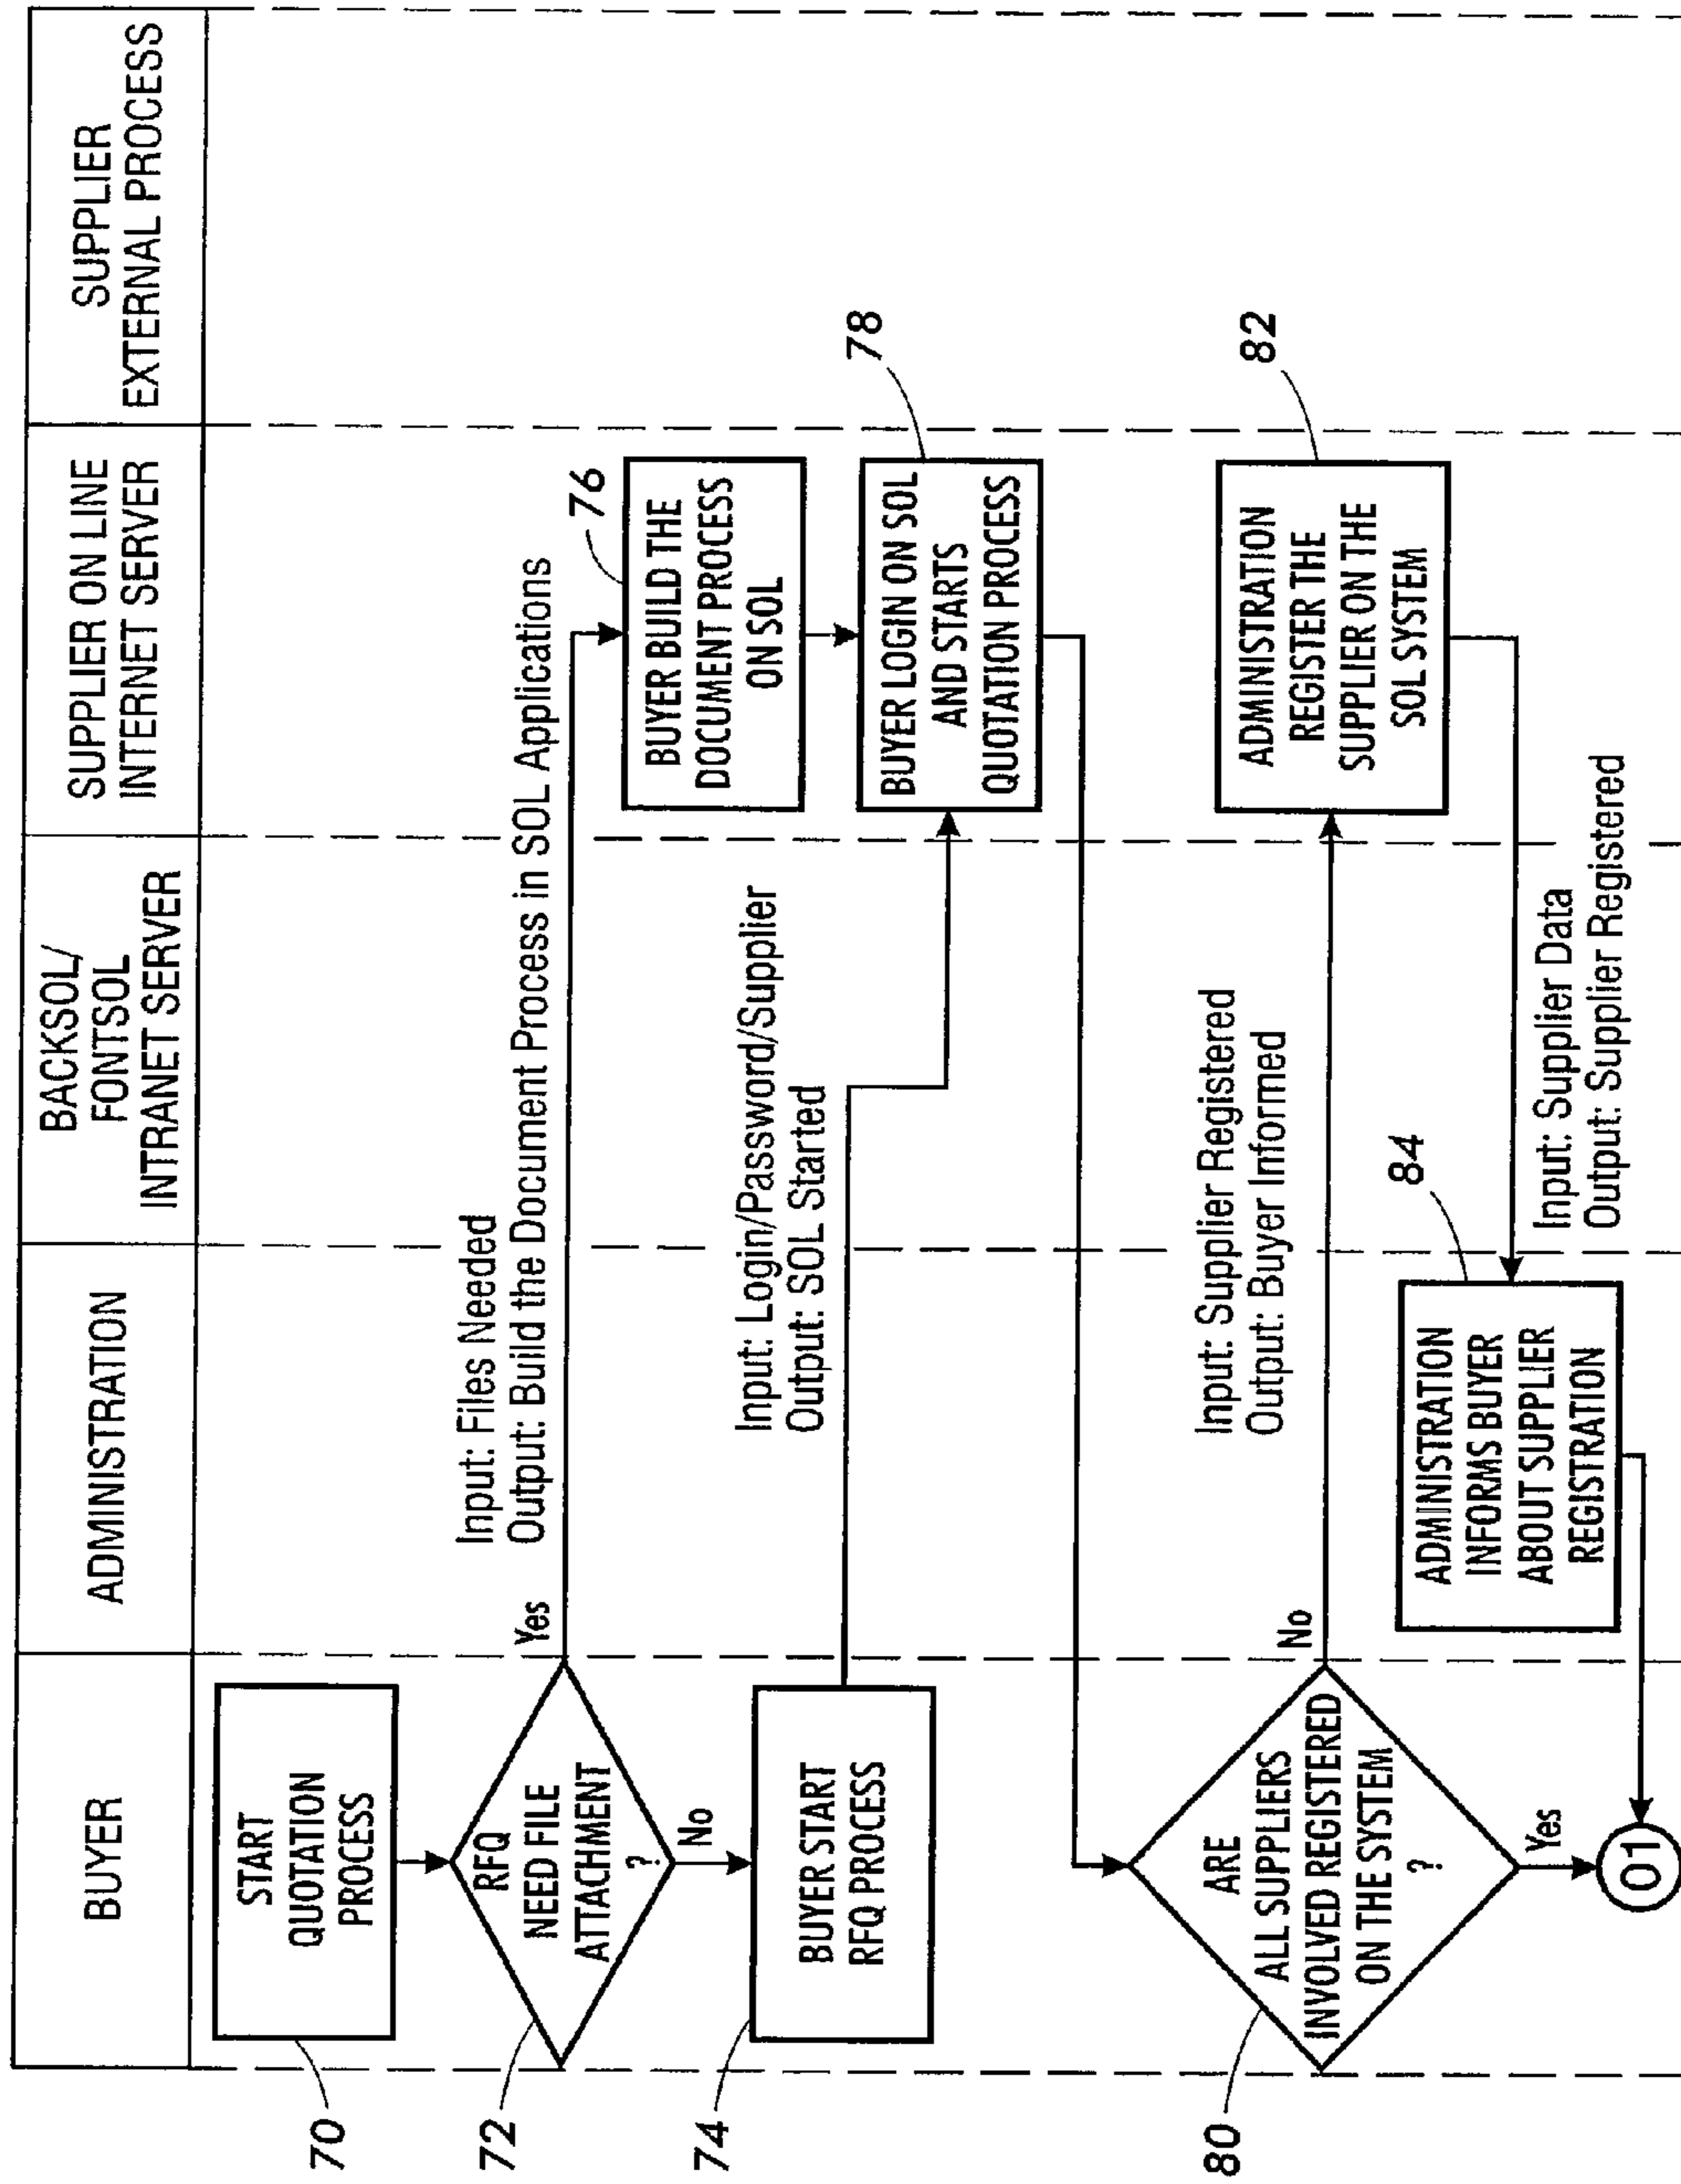 BUYER
ADMINISTRATION
BACKSOL/
FONTSOL
INTRANET SERVER
SUPPLIER ON LINE
INTERNET SERVER
SUPPLIER
EXTERNAL PROCESS
70
START
QUOTATION
PROCESS
72
RFQ
NEED FILE
ATTACHMENT
?
Yes
No
Input: Files Needed
Output: Build the Document Process in SOL Applications
76
BUYER BUILD THE
DOCUMENT PROCESS
ON SOL
74
BUYER START
RFQ PROCESS
Input: Login/Password/Supplier
Output: SOL Started
78
BUYER LOGIN ON SOL
AND STARTS
QUOTATION PROCESS
80
ARE
ALL SUPPLIERS
INVOLVED REGISTERED
ON THE SYSTEM
?
No
Yes
Input: Supplier Registered
Output: Buyer Informed
82
ADMINISTRATION
REGISTER THE
SUPPLIER ON THE
SOL SYSTEM
84
ADMINISTRATION
INFORMS BUYER
ABOUT SUPPLIER
REGISTRATION
Input: Supplier Data
Output: Supplier Registered
01